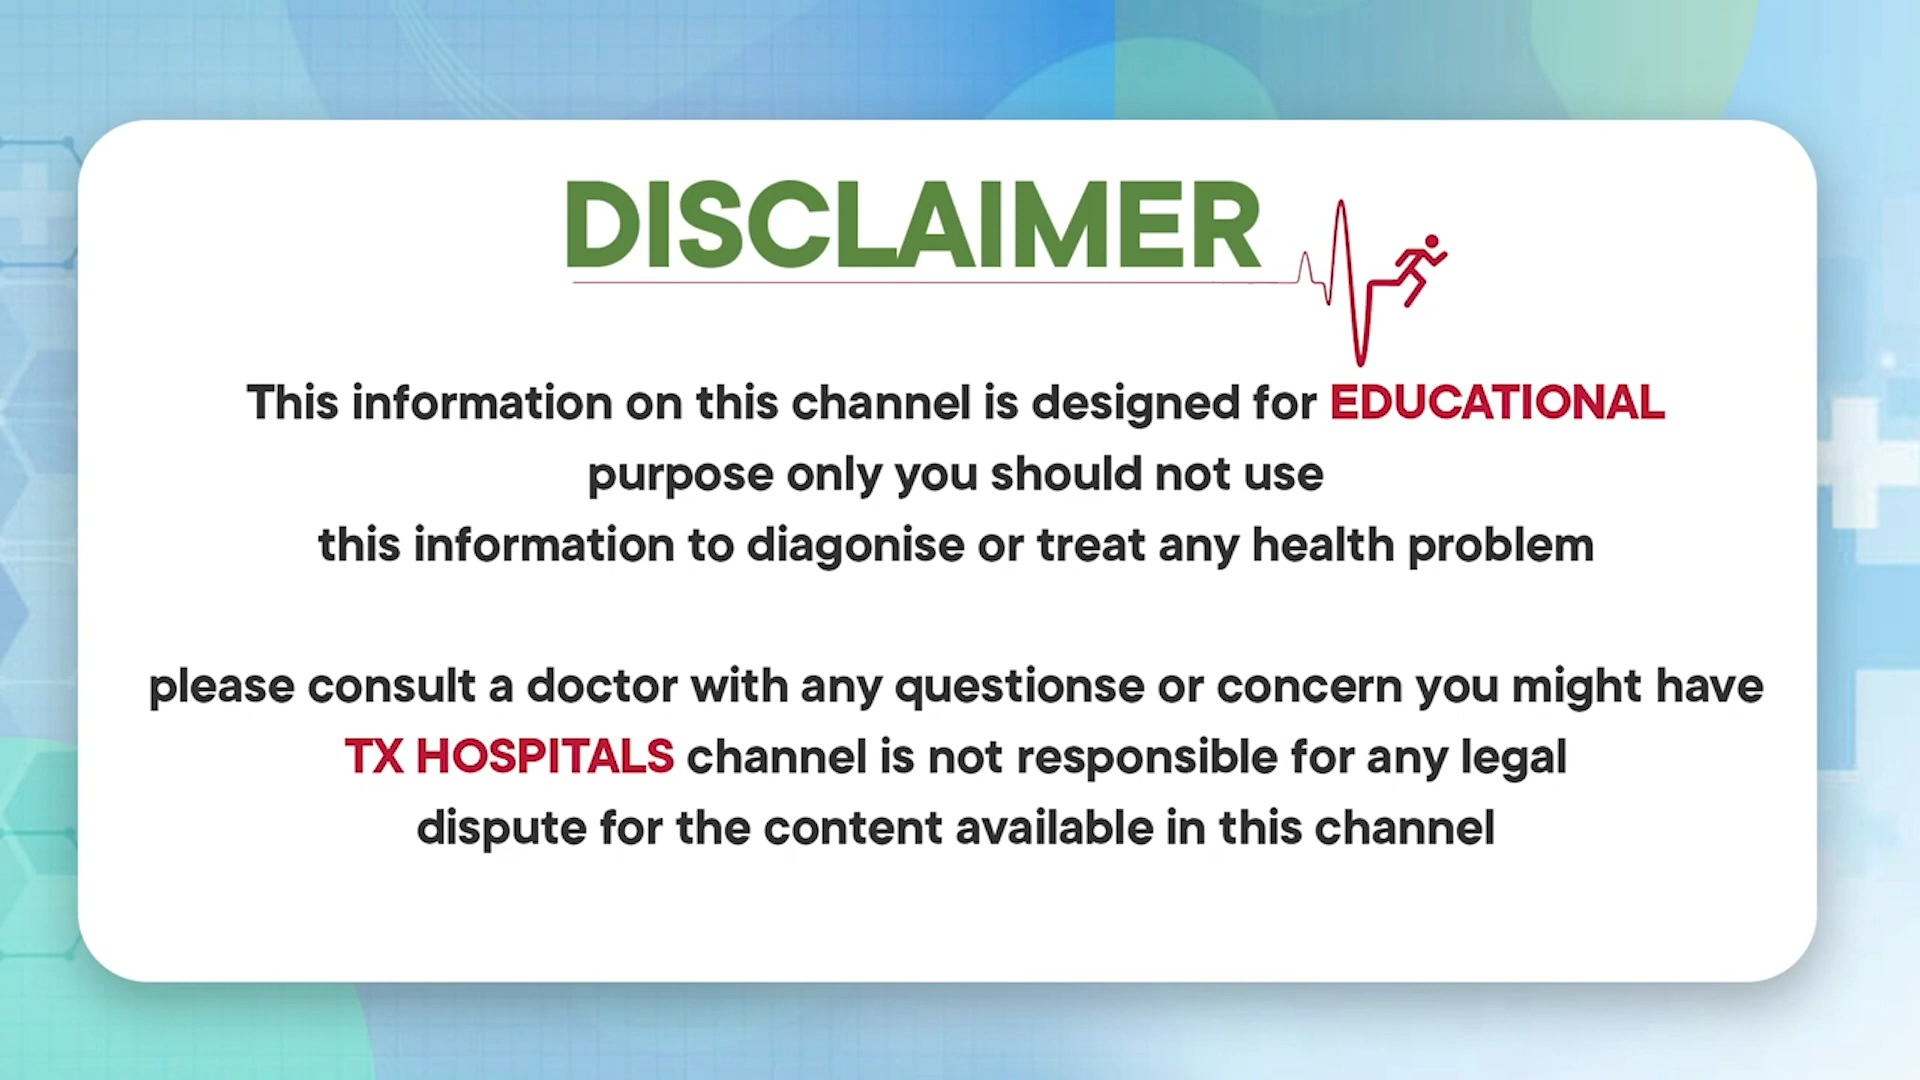 DISCLAIMER
This information on this channel is designed for EDUCATIONAL
purpose only you should not use
this information to diagonise or treat any health problem
please consult a doctor with any questionse or concern you might have
TX HOSPITALS channel is not responsible for any legal
dispute for the content available in this channel